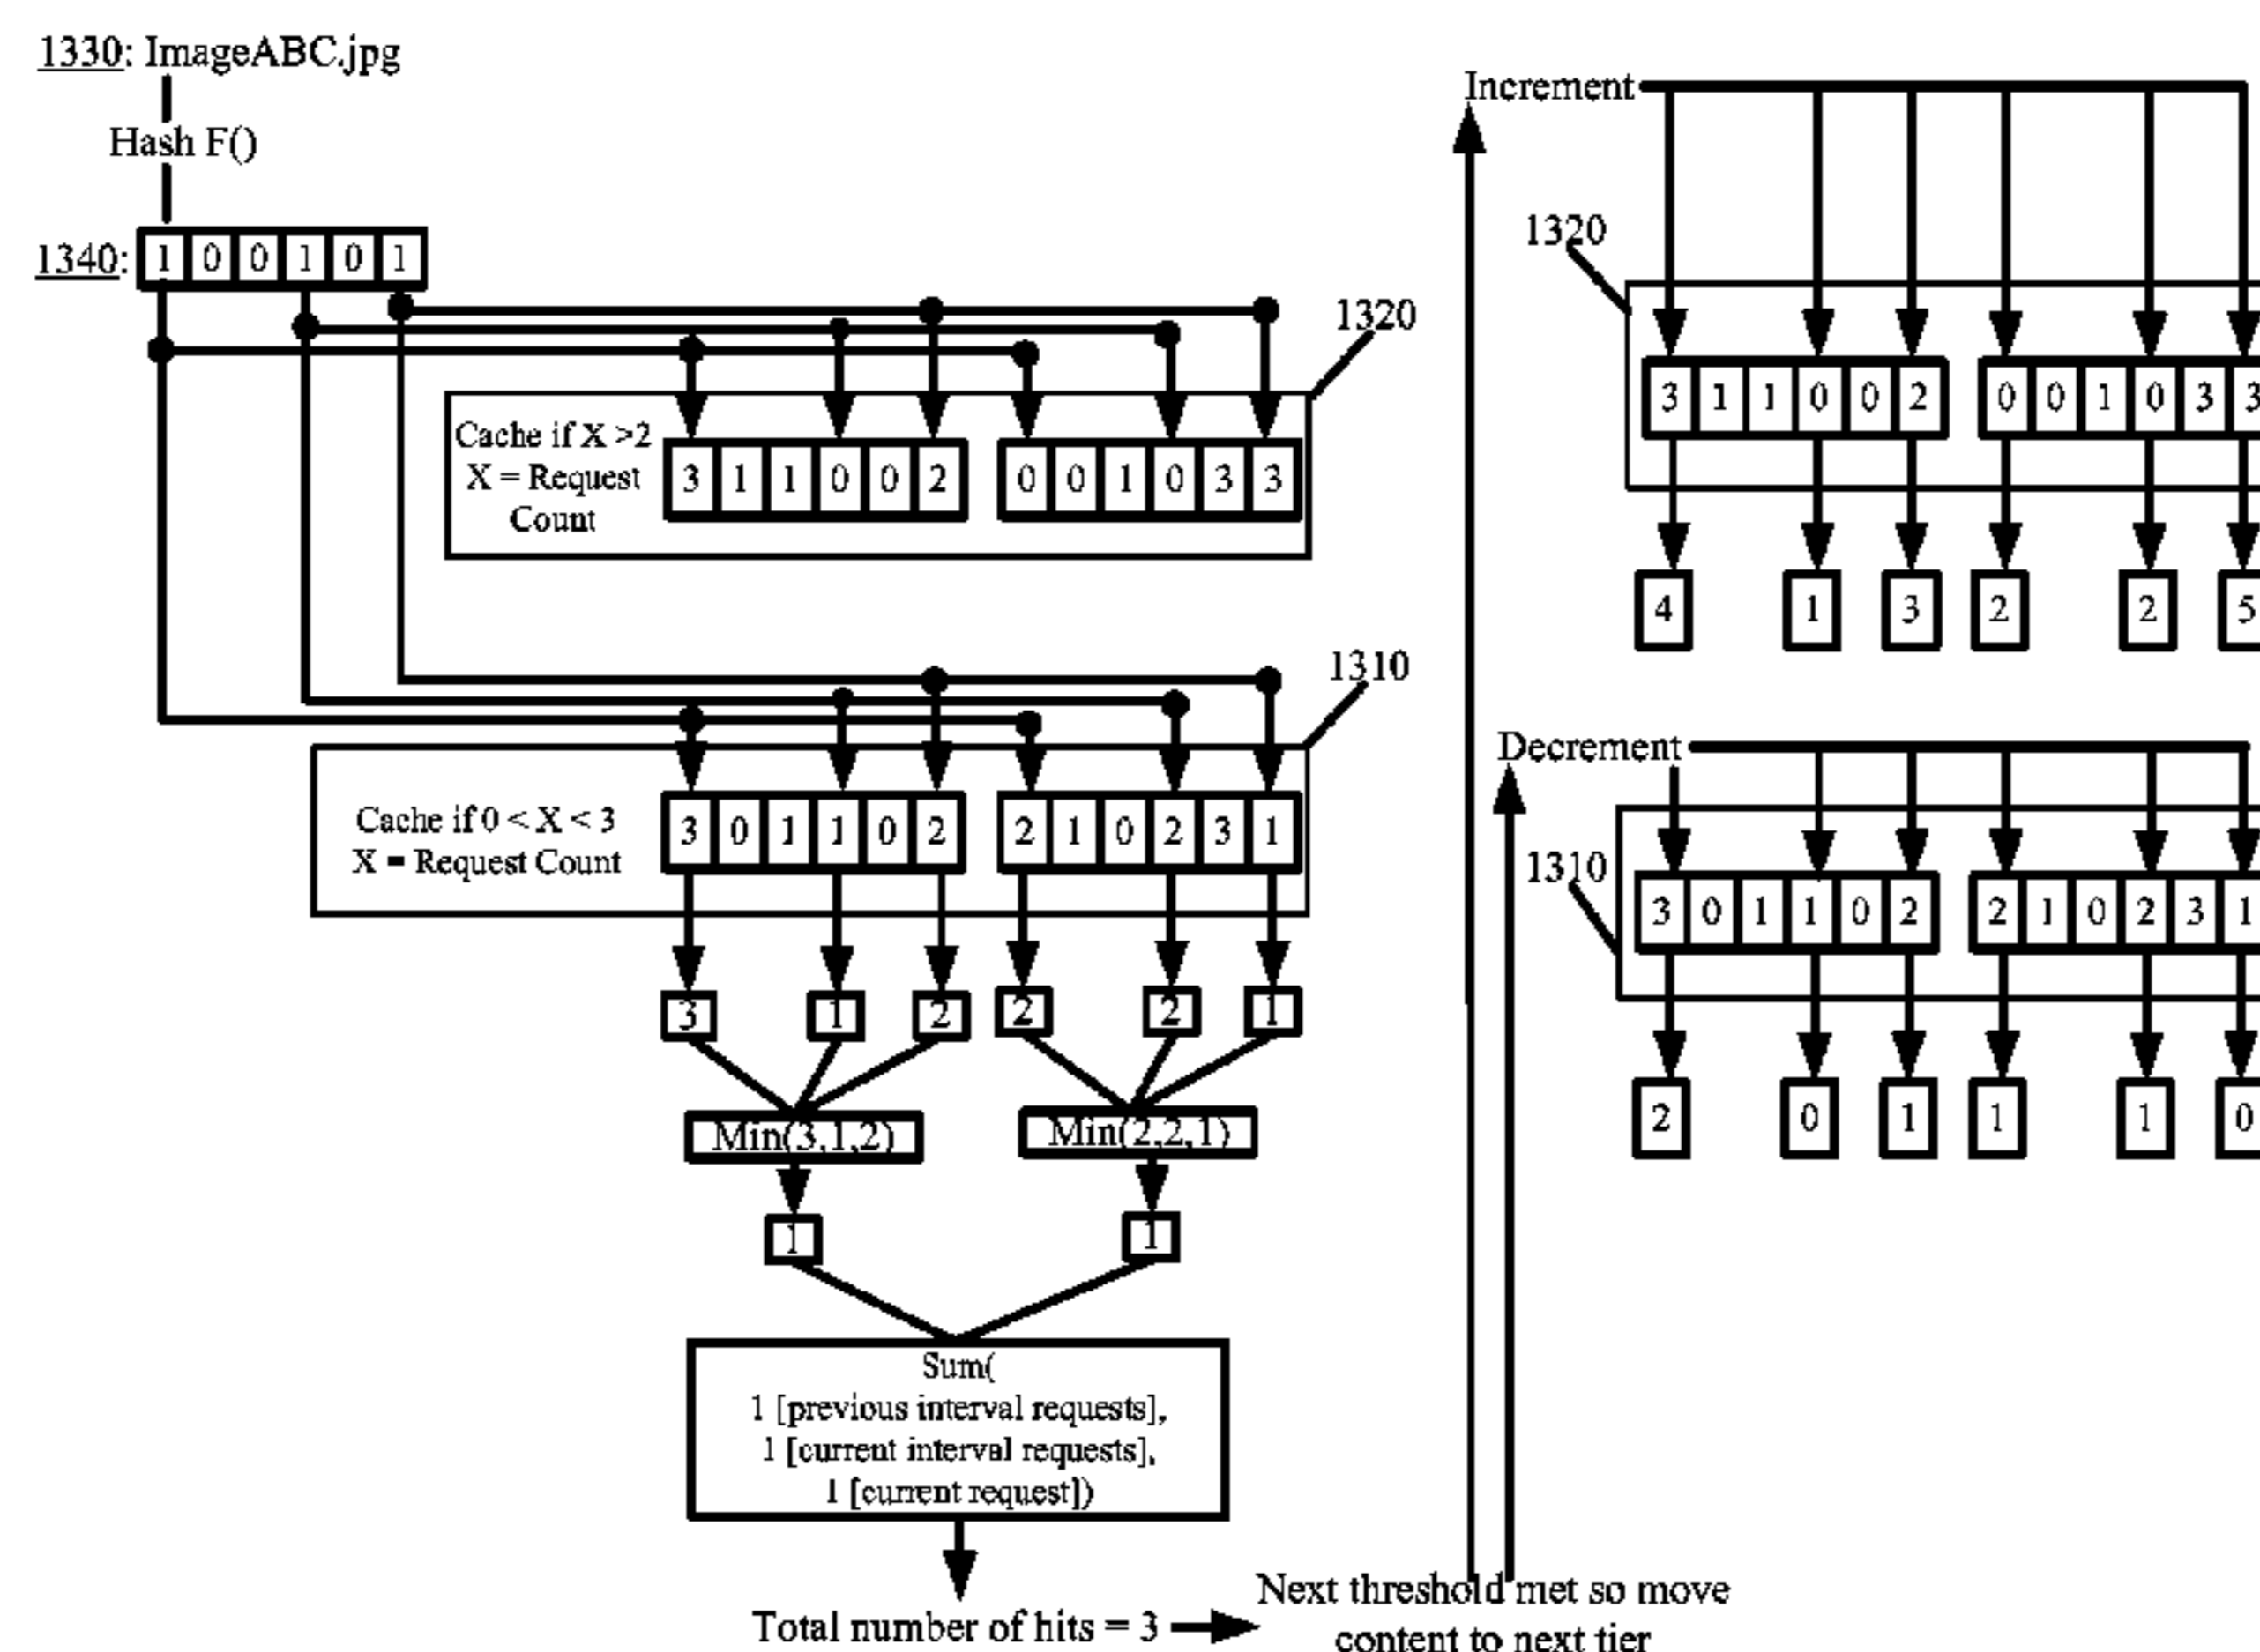 1330: ImageABC.jpg
Hash F()
1340: 1 0 0 1 0 1
1320
Cache if X >2
X = Request
Count
3 1 1 0 0 2 0 0 1 0 3 3
1310
Cache if 0 < X < 3
X = Request Count
3 0 1 1 0 2 2 1 0 2 3 1
3 1 2 2 2 1
Min(3,1,2) Min(2,2,1)
1 1
Sum(
1 [previous interval requests],
1 [current interval requests],
1 [current request])
Total number of hits = 3
Next threshold met so move
content to next tier
Increment
1320
3 1 1 0 0 2 0 0 1 0 3 3
4 1 3 2 2 5
Decrement
1310
3 0 1 1 0 2 2 1 0 2 3 1
2 0 1 1 1 0